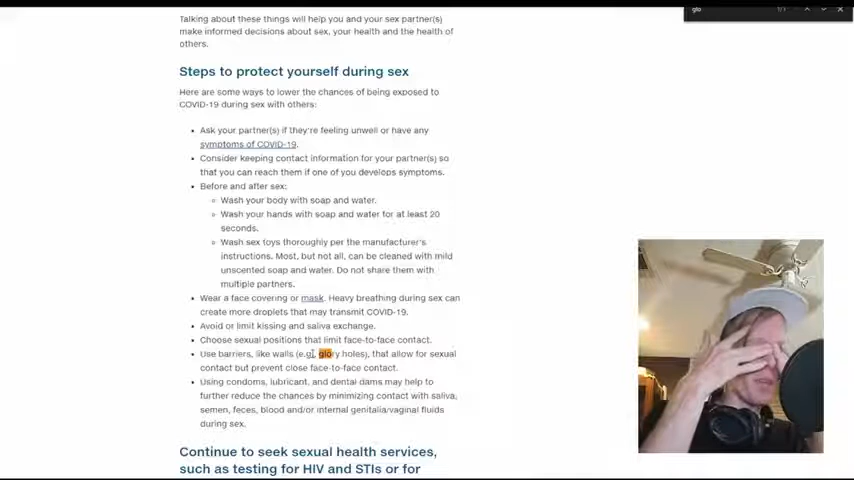 glo
1/1
Talking about these things will help you and your sex partner(s)
make informed decisions about sex, your health and the health of
others.
Steps to protect yourself during sex
Here are some ways to lower the chances of being exposed to
COVID-19 during sex with others:
• Ask your partner(s) if they're feeling unwell or have any
symptoms of COVID-19.
• Consider keeping contact information for your partner(s) so
that you can reach them if one of you develops symptoms.
• Before and after sex:
○ Wash your body with soap and water.
○ Wash your hands with soap and water for at least 20
seconds.
○ Wash sex toys thoroughly per the manufacturer's
instructions. Most, but not all, can be cleaned with mild
unscented soap and water. Do not share them with
multiple partners.
• Wear a face covering or mask. Heavy breathing during sex can
create more droplets that may transmit COVID-19.
• Avoid or limit kissing and saliva exchange.
• Choose sexual positions that limit face-to-face contact.
• Use barriers, like walls (e.g., glory holes), that allow for sexual
contact but prevent close face-to-face contact.
• Using condoms, lubricant, and dental dams may help to
further reduce the chances by minimizing contact with saliva,
semen, feces, blood and/or internal genitalia/vaginal fluids
during sex.
Continue to seek sexual health services,
such as testing for HIV and STIs or for